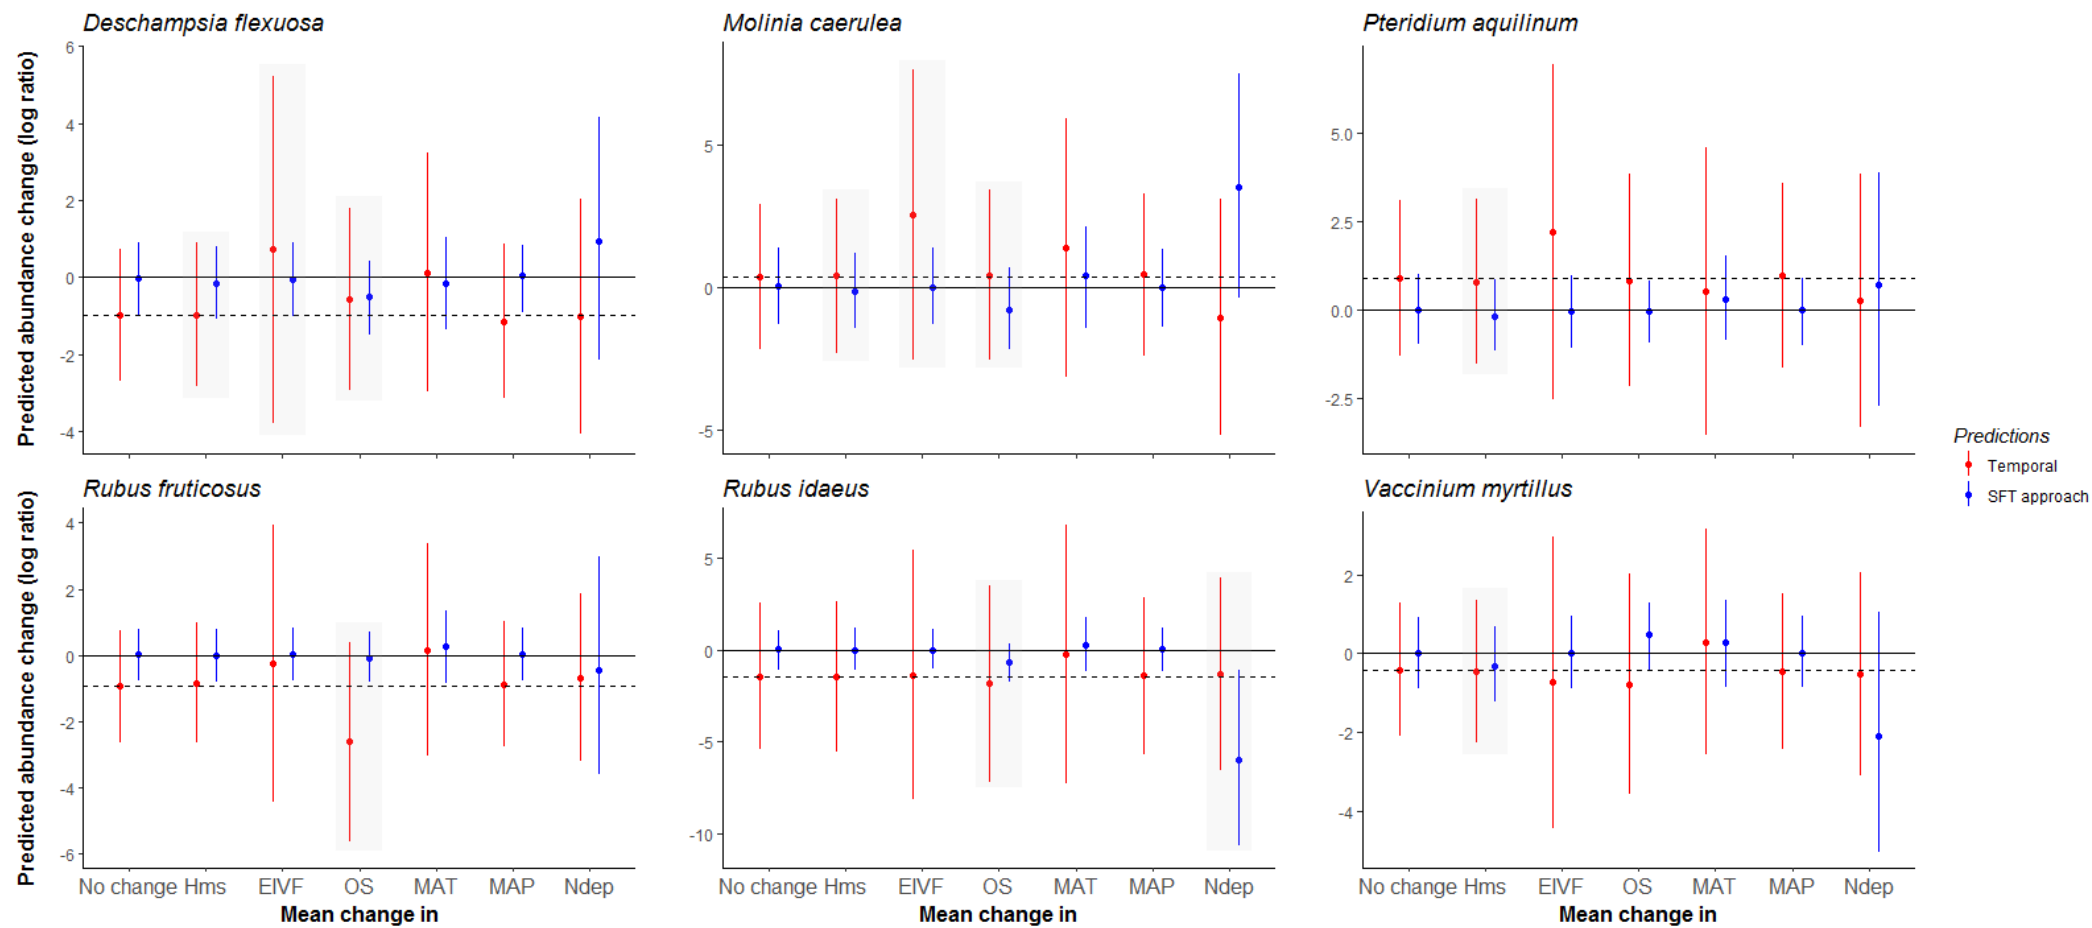 Deschampsia flexuosa
Molinia caerulea
Pteridium aquilinum
Predicted abundance change (log ratio)
6
4
2
0
-2
-4
5
0
-5
5.0
2.5
0.0
-2.5
Predictions
Temporal
SFT approach
Rubus fruticosus
Rubus idaeus
Vaccinium myrtillus
Predicted abundance change (log ratio)
4
2
0
-2
-4
-6
5
0
-5
-10
2
0
-2
-4
No change Hms EIVF OS MAT MAP Ndep
No change Hms EIVF OS MAT MAP Ndep
No change Hms EIVF OS MAT MAP Ndep
Mean change in
Mean change in
Mean change in